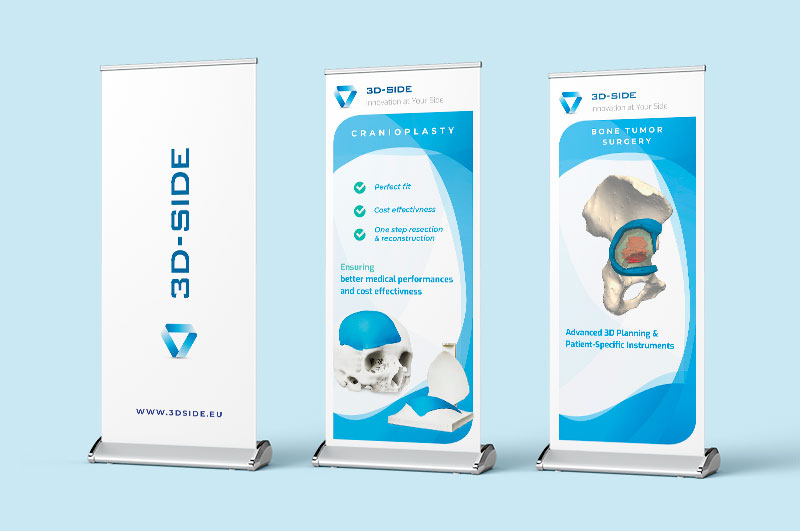 3D-SIDE
WWW.3DSIDE.EU
3D-SIDE
Innovation at Your Side
CRANIOPLASTY
Perfect fit
Cost effectivness
One step resection
& reconstruction
Ensuring
better medical performances
and cost effectivness
3D-SIDE
Innovation at Your Side
BONE TUMOR
SURGERY
Advanced 3D Planning &
Patient-Specific Instruments